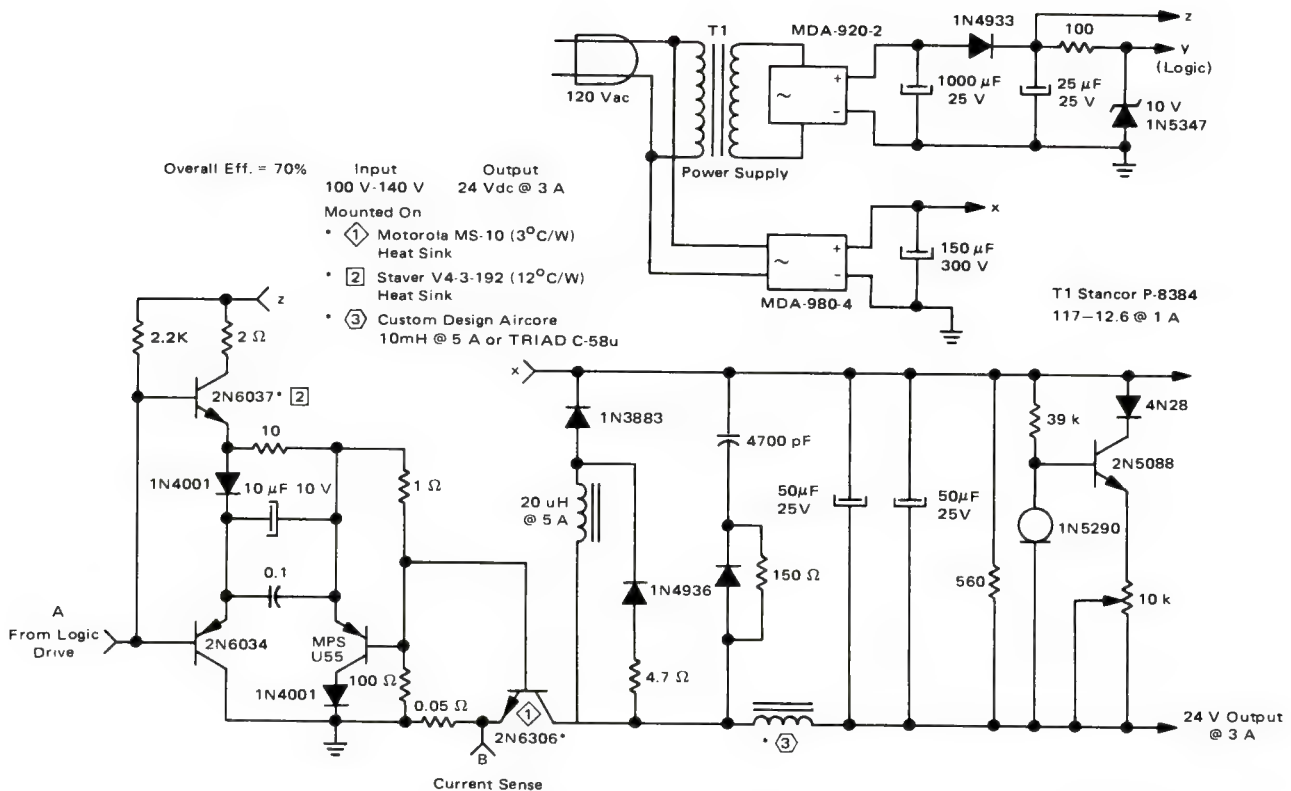 T1
MDA-920-2
1N4933
z
100
y
(Logic)
120 Vac
~
+
−
1000 µF
25 V
25 µF
25 V
10 V
1N5347
Power Supply
Overall Eff. = 70%
Input
100 V-140 V
Output
24 Vdc @ 3 A
Mounted On
* 1 Motorola MS-10 (3°C/W)
Heat Sink
* 2 Staver V4-3-192 (12°C/W)
Heat Sink
* 3 Custom Design Aircore
10mH @ 5 A or TRIAD C-58u
x
~
+
−
150 µF
300 V
MDA-980-4
T1 Stancor P-8384
117–12.6 @ 1 A
z
2.2K
2 Ω
2N6037* 2
10
1N4001
10 µF 10 V
1 Ω
0.1
A
From Logic
Drive
2N6034
MPS
U55
1N4001
100 Ω
0.05 Ω
1
2N6306*
B
Current Sense
x
1N3883
20 uH
@ 5 A
1N4936
4.7 Ω
4700 pF
150 Ω
* 3
50µF
25V
50µF
25V
560
39 k
4N28
2N5088
1N5290
10 k
24 V Output
@ 3 A